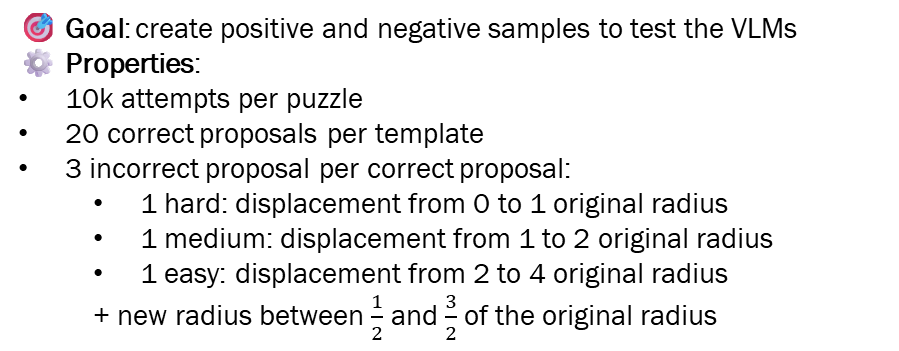 🎯 Goal: create positive and negative samples to test the VLMs
⚙️ Properties:
• 10k attempts per puzzle
• 20 correct proposals per template
• 3 incorrect proposal per correct proposal:
• 1 hard: displacement from 0 to 1 original radius
• 1 medium: displacement from 1 to 2 original radius
• 1 easy: displacement from 2 to 4 original radius
+ new radius between 1/2 and 3/2 of the original radius